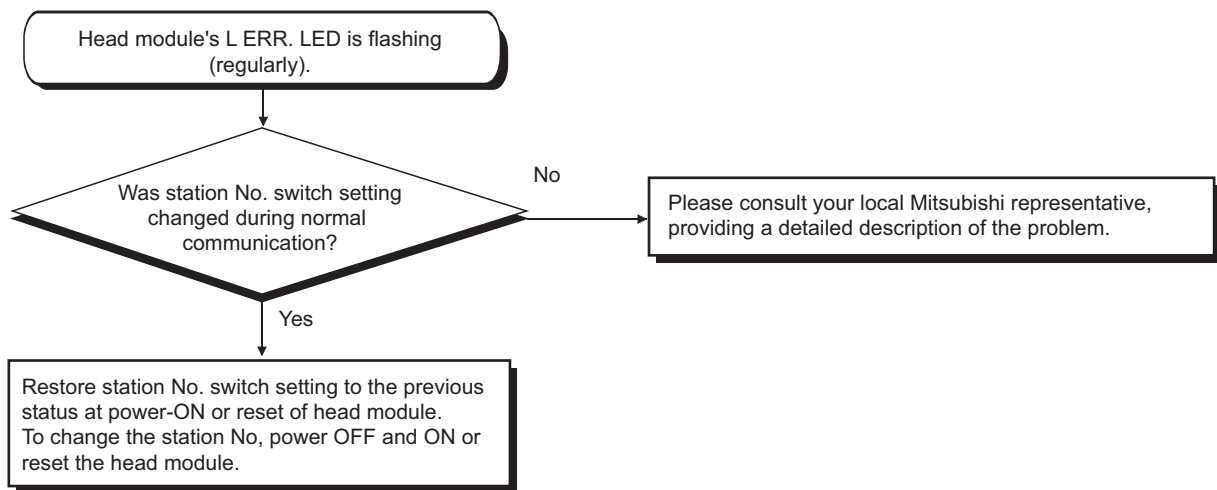 Head module's L ERR. LED is flashing
(regularly).
Was station No. switch setting
changed during normal
communication?
No
Please consult your local Mitsubishi representative,
providing a detailed description of the problem.
Yes
Restore station No. switch setting to the previous
status at power-ON or reset of head module.
To change the station No, power OFF and ON or
reset the head module.